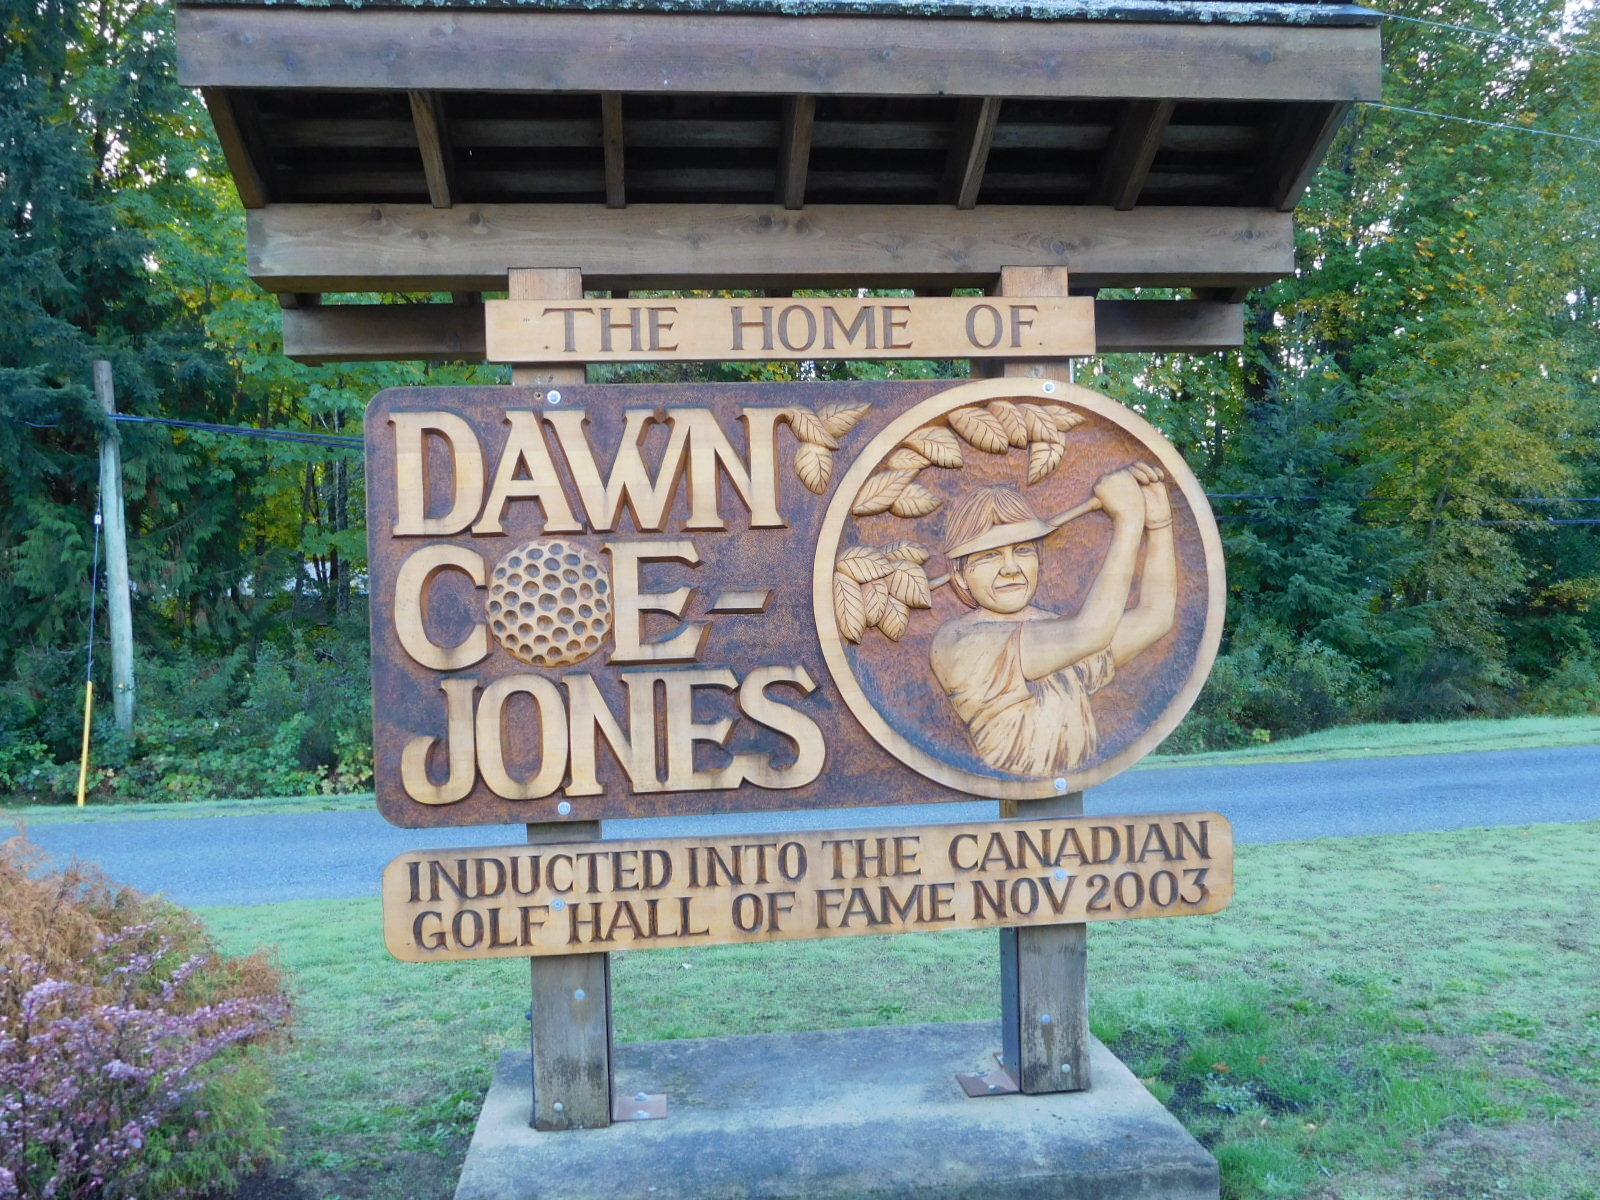 THE HOME OF
DAWN
COE-
JONES
INDUCTED INTO THE CANADIAN
GOLF HALL OF FAME NOV 2003